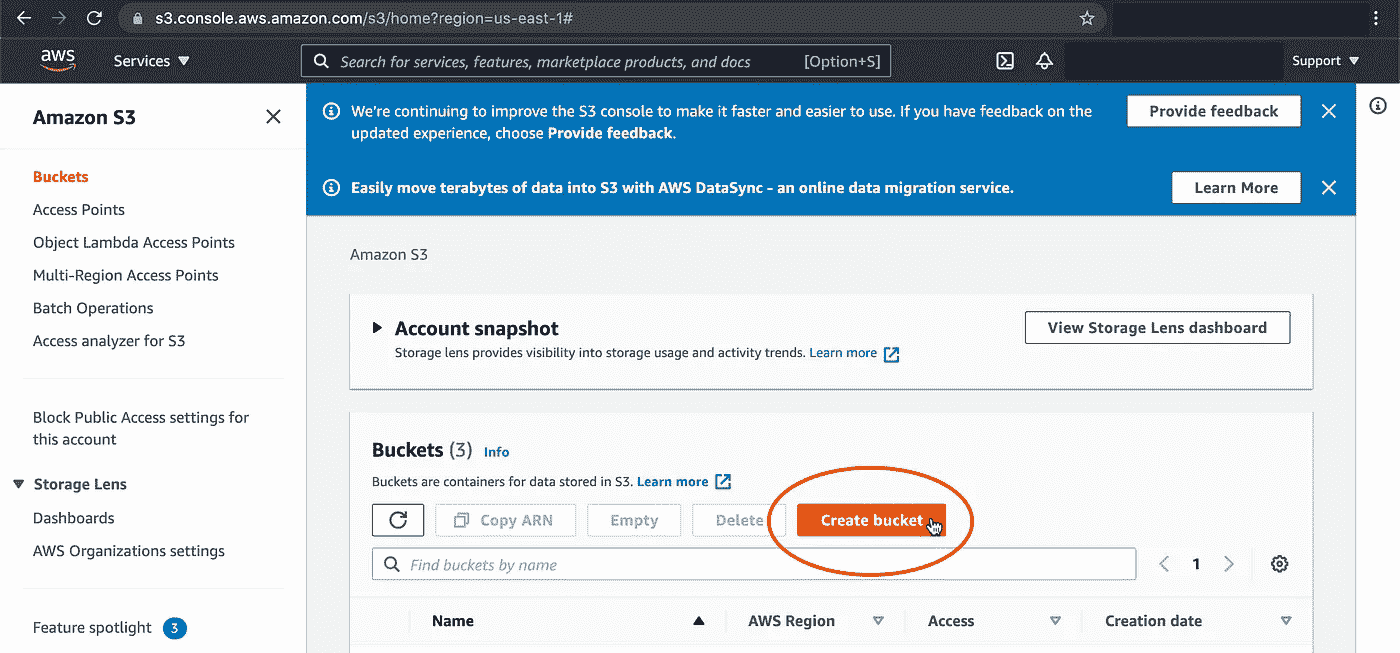 s3.console.aws.amazon.com/s3/home?region=us-east-1#
aws
Services
Search for services, features, marketplace products, and docs
[Option+S]
Support
Amazon S3
Buckets
Access Points
Object Lambda Access Points
Multi-Region Access Points
Batch Operations
Access analyzer for S3
Block Public Access settings for
this account
Storage Lens
Dashboards
AWS Organizations settings
Feature spotlight 3
We're continuing to improve the S3 console to make it faster and easier to use. If you have feedback on the
updated experience, choose Provide feedback.
Provide feedback
Easily move terabytes of data into S3 with AWS DataSync - an online data migration service.
Learn More
Amazon S3
Account snapshot
Storage lens provides visibility into storage usage and activity trends. Learn more
View Storage Lens dashboard
Buckets (3) Info
Buckets are containers for data stored in S3. Learn more
Copy ARN
Empty
Delete
Create bucket
Find buckets by name
1
Name
AWS Region
Access
Creation date